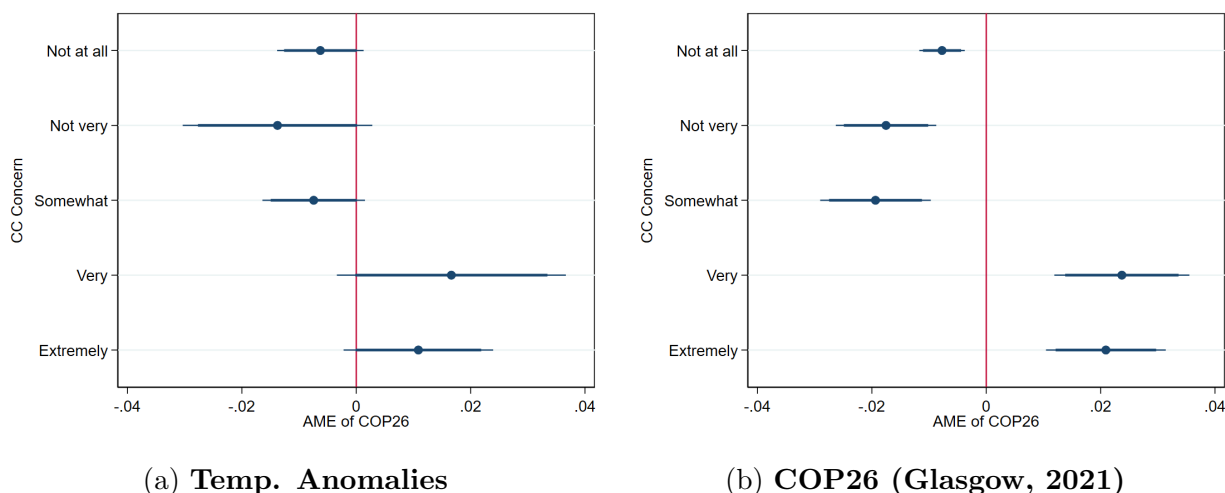 CC Concern
Not at all
Not very
Somewhat
Very
Extremely
-.04 -.02 0 .02 .04
AME of COP26
(a) Temp. Anomalies
CC Concern
Not at all
Not very
Somewhat
Very
Extremely
-.04 -.02 0 .02 .04
AME of COP26
(b) COP26 (Glasgow, 2021)